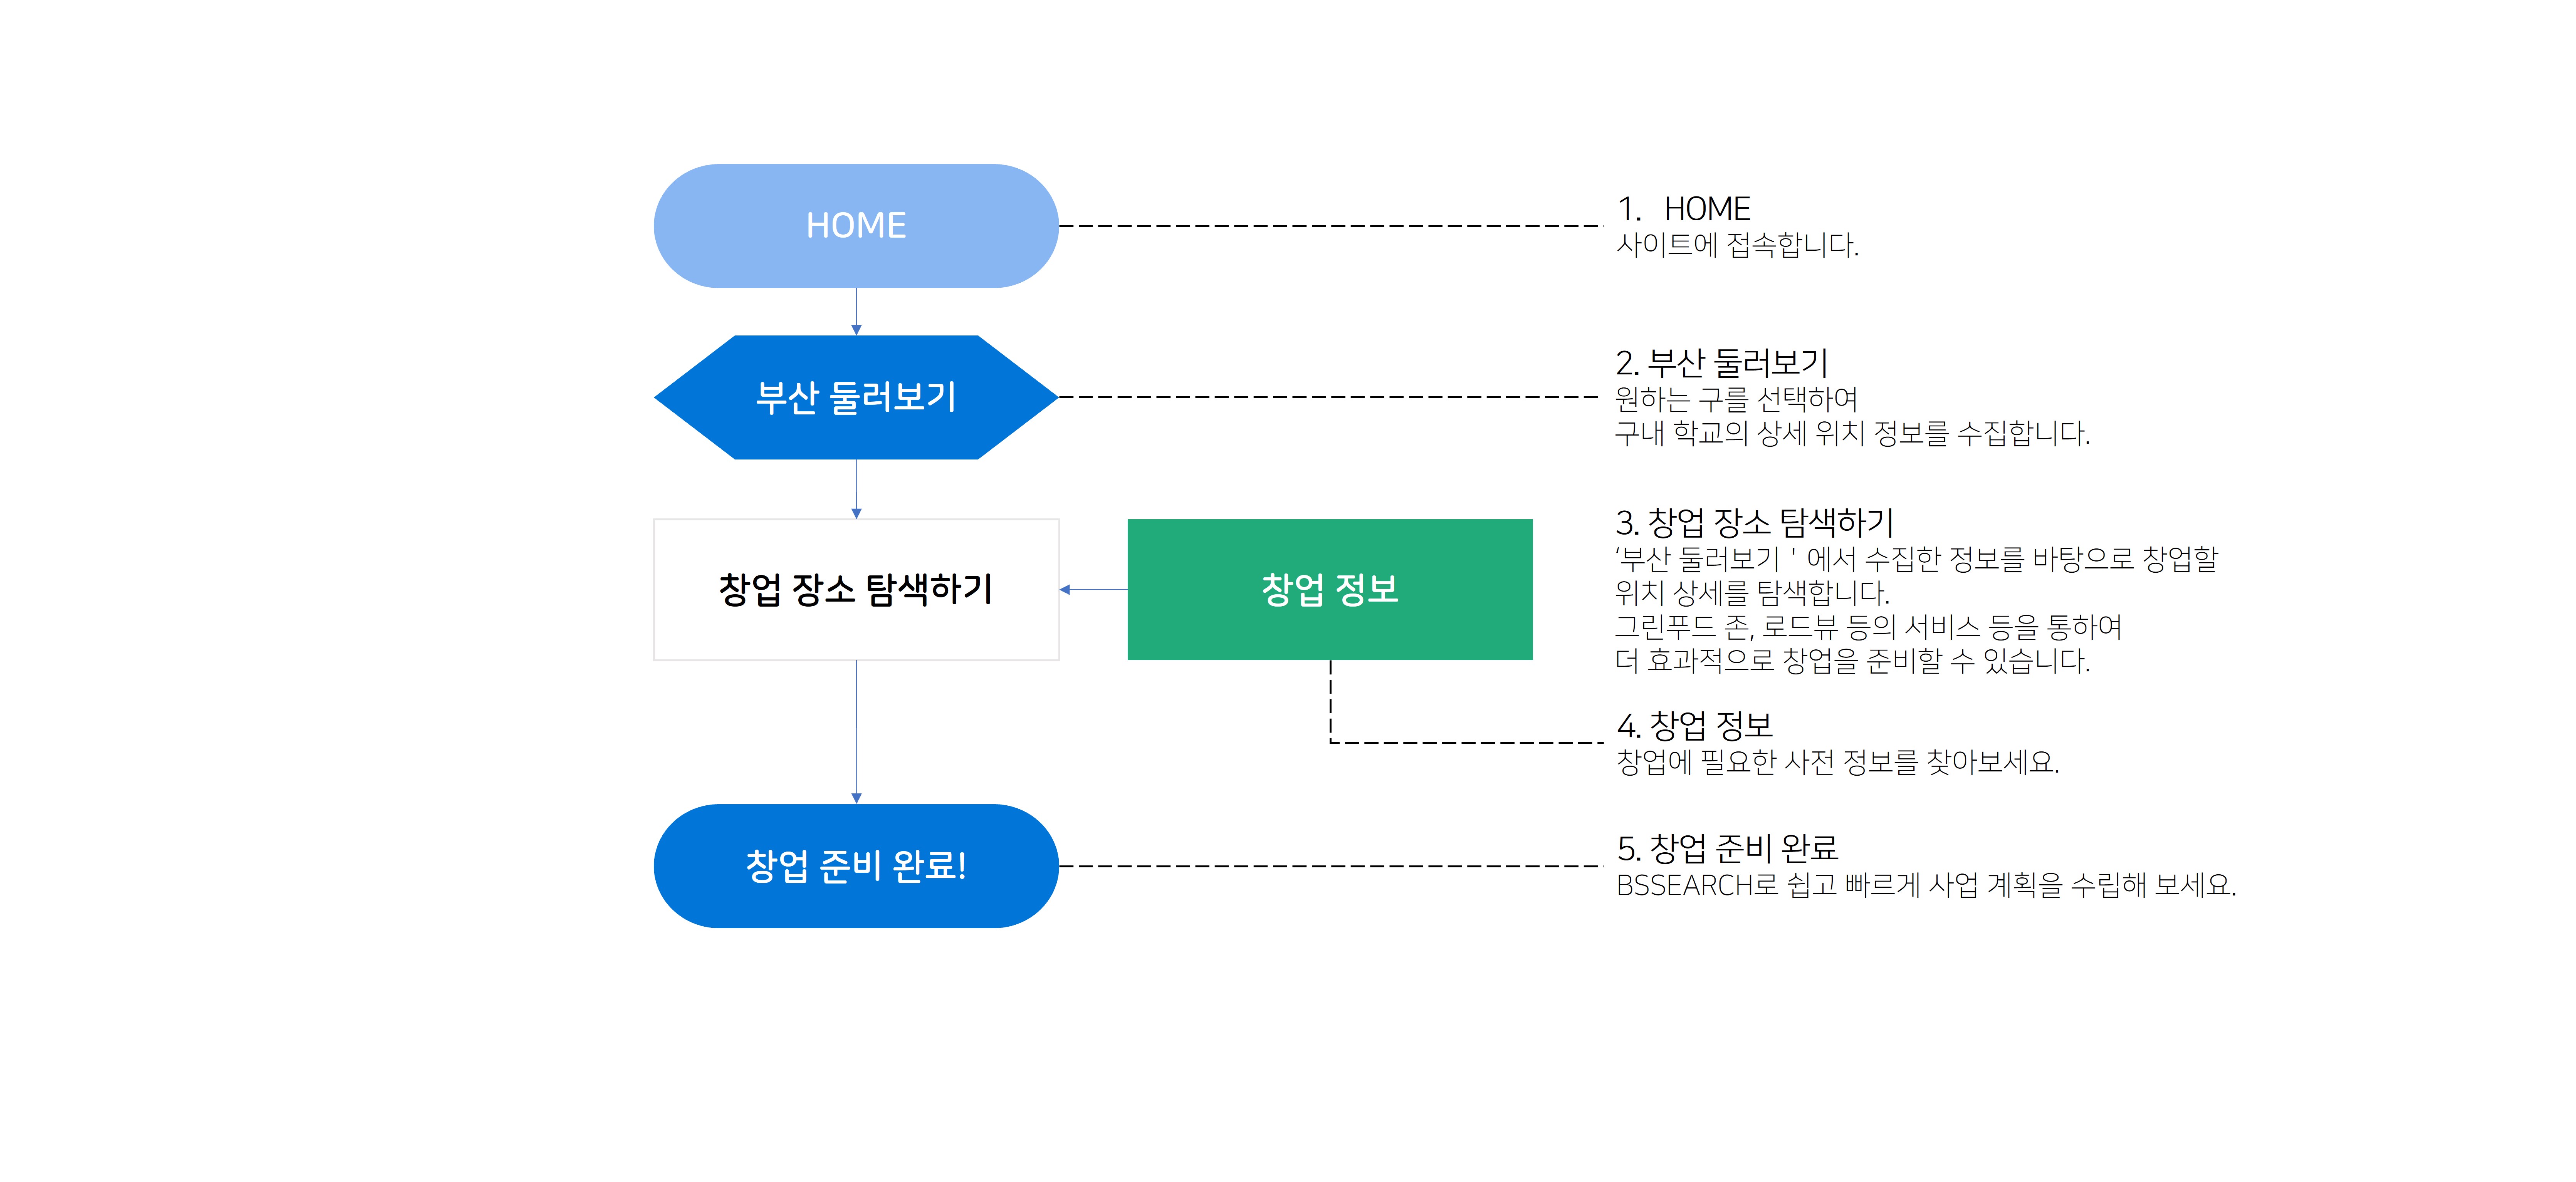 HOME
1. HOME
사이트에 접속합니다.
부산 둘러보기
2. 부산 둘러보기
원하는 구를 선택하여
구내 학교의 상세 위치 정보를 수집합니다.
창업 장소 탐색하기
창업 정보
3. 창업 장소 탐색하기
‘부산 둘러보기 ' 에서 수집한 정보를 바탕으로 창업할
위치 상세를 탐색합니다.
그린푸드 존, 로드뷰 등의 서비스 등을 통하여
더 효과적으로 창업을 준비할 수 있습니다.
4. 창업 정보
창업에 필요한 사전 정보를 찾아보세요.
창업 준비 완료!
5. 창업 준비 완료
BSSEARCH로 쉽고 빠르게 사업 계획을 수립해 보세요.